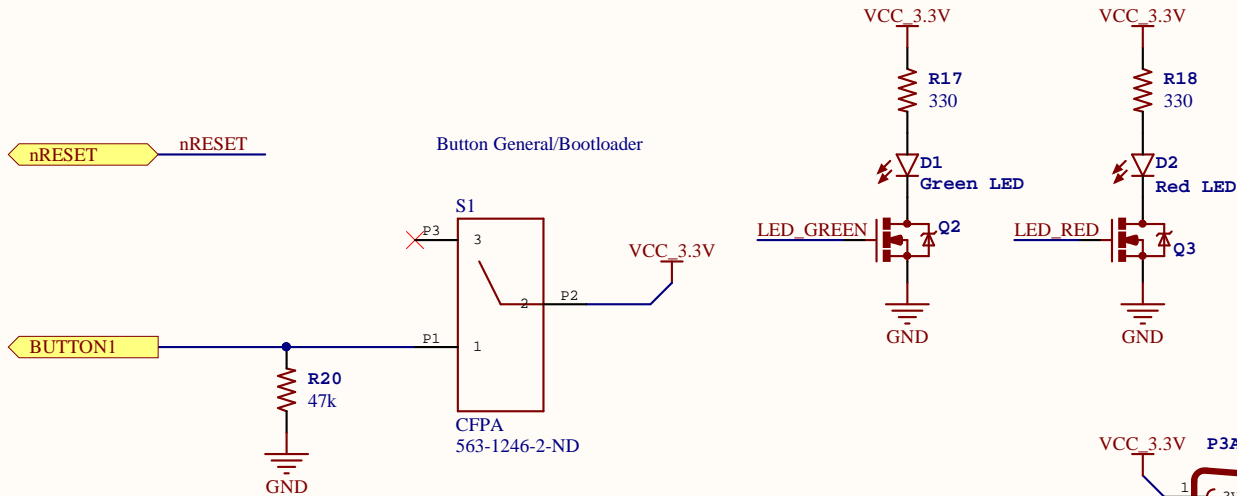 VCC_3.3V
VCC_3.3V
R17
330
R18
330
nRESET
nRESET
Button General/Bootloader
D1
Green LED
D2
Red LED
S1
P3
3
LED_GREEN
Q2
LED_RED
Q3
VCC_3.3V
2
P2
GND
GND
BUTTON1
P1
1
R20
47k
CFPA
563-1246-2-ND
GND
VCC_3.3V
P3A
1